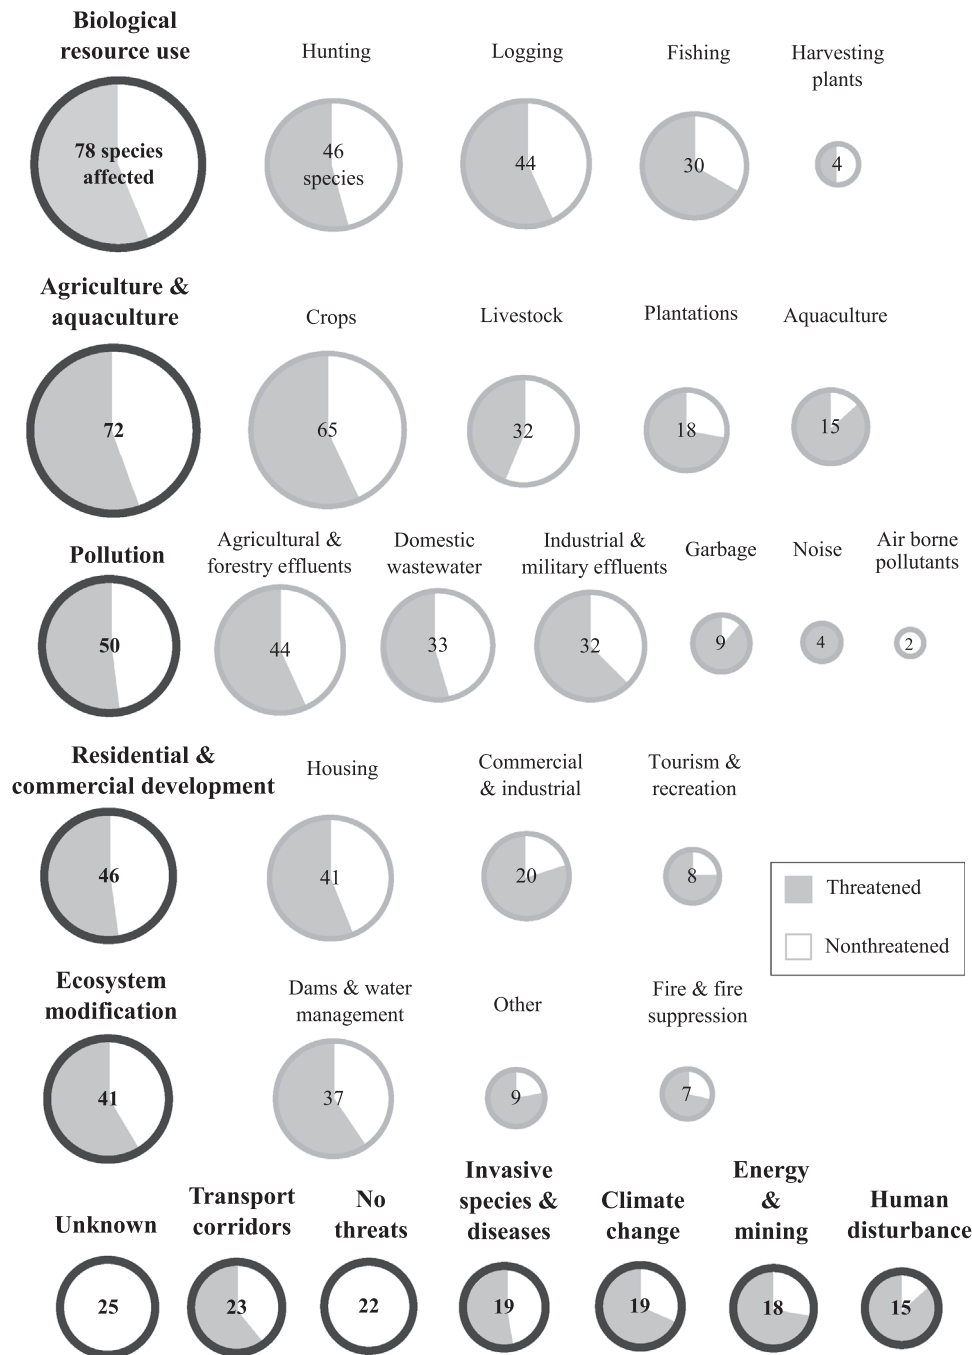 Biological
resource use
Hunting
Logging
Fishing
Harvesting
plants
78 species
affected
46
species
44
30
4
Agriculture &
aquaculture
Crops
Livestock
Plantations
Aquaculture
72
65
32
18
15
Pollution
Agricultural &
forestry effluents
Domestic
wastewater
Industrial &
military effluents
Garbage
Noise
Air borne
pollutants
50
44
33
32
9
4
2
Residential &
commercial development
Housing
Commercial
& industrial
Tourism &
recreation
46
41
20
8
Threatened
Nonthreatened
Ecosystem
modification
Dams & water
management
Other
Fire & fire
suppression
41
37
9
7
Unknown
Transport
corridors
No
threats
Invasive
species &
diseases
Climate
change
Energy
&
mining
Human
disturbance
25
23
22
19
19
18
15